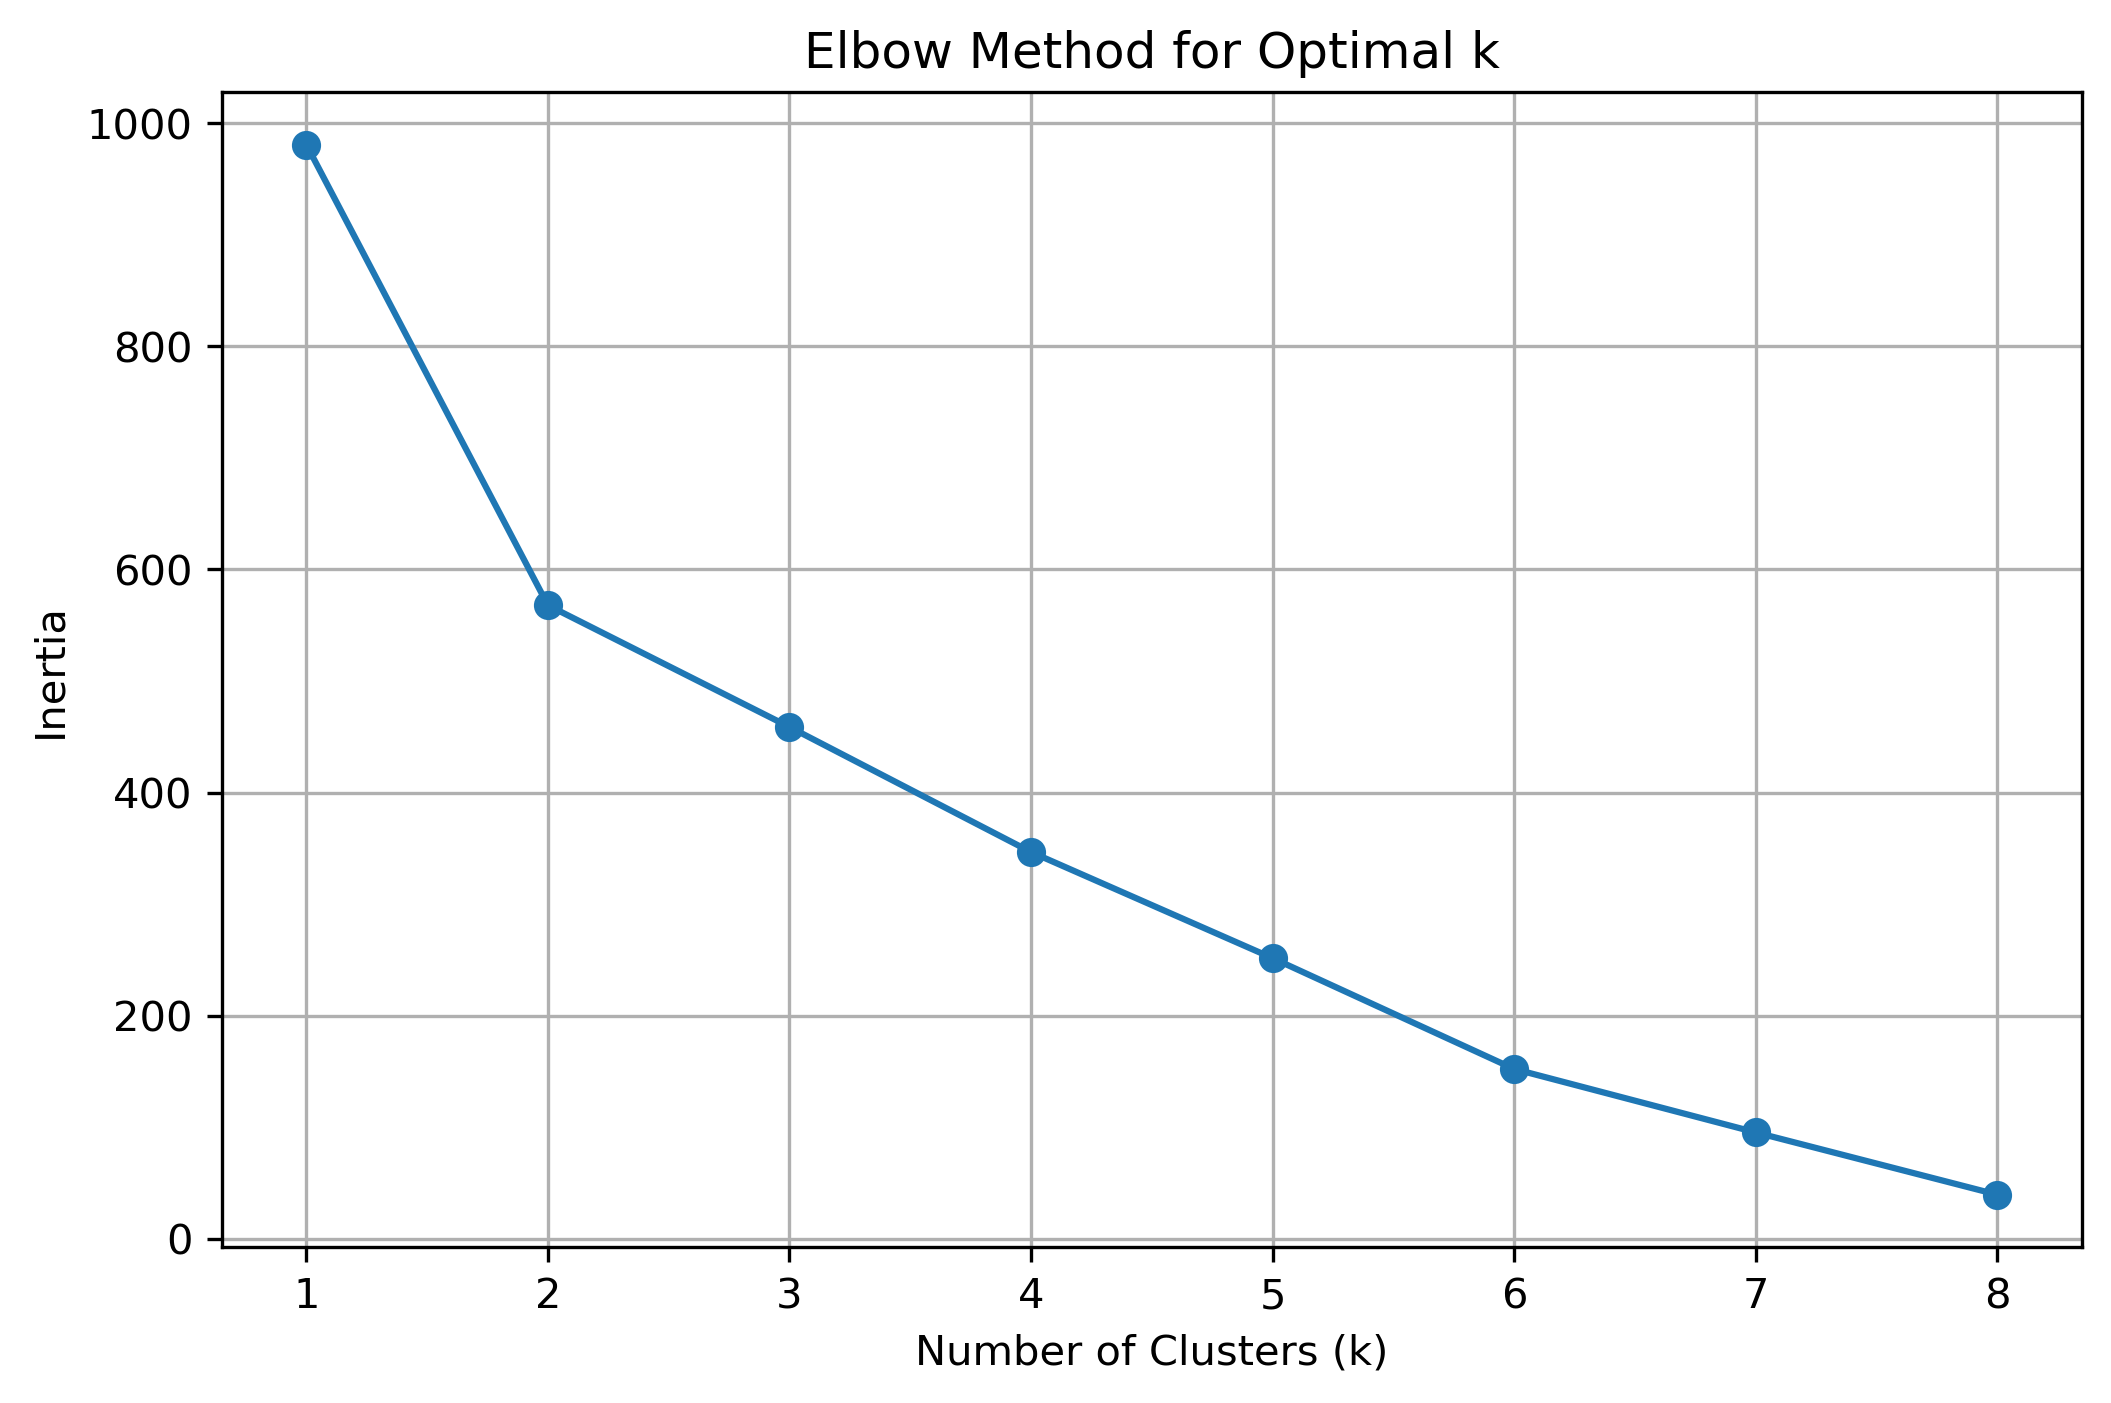 Elbow Method for Optimal k
1000
800
600
400
200
0
Inertia
1 2 3 4 5 6 7 8
Number of Clusters (k)